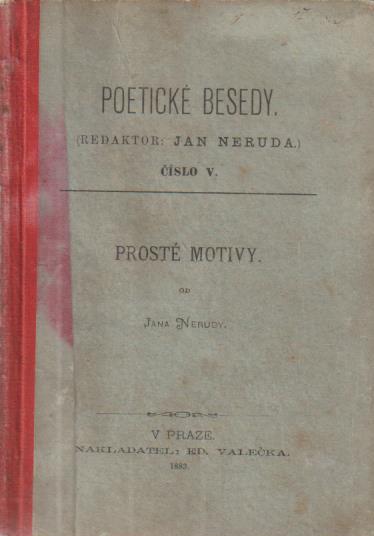 POETICKÉ BESEDY.
(REDAKTOR: JAN NERUDA.)
ČÍSLO V.
PROSTÉ MOTIVY.
OD
JANA NERUDY.
V PRAZE.
NAKLADATEL: ED. VALEČKA.
1883.